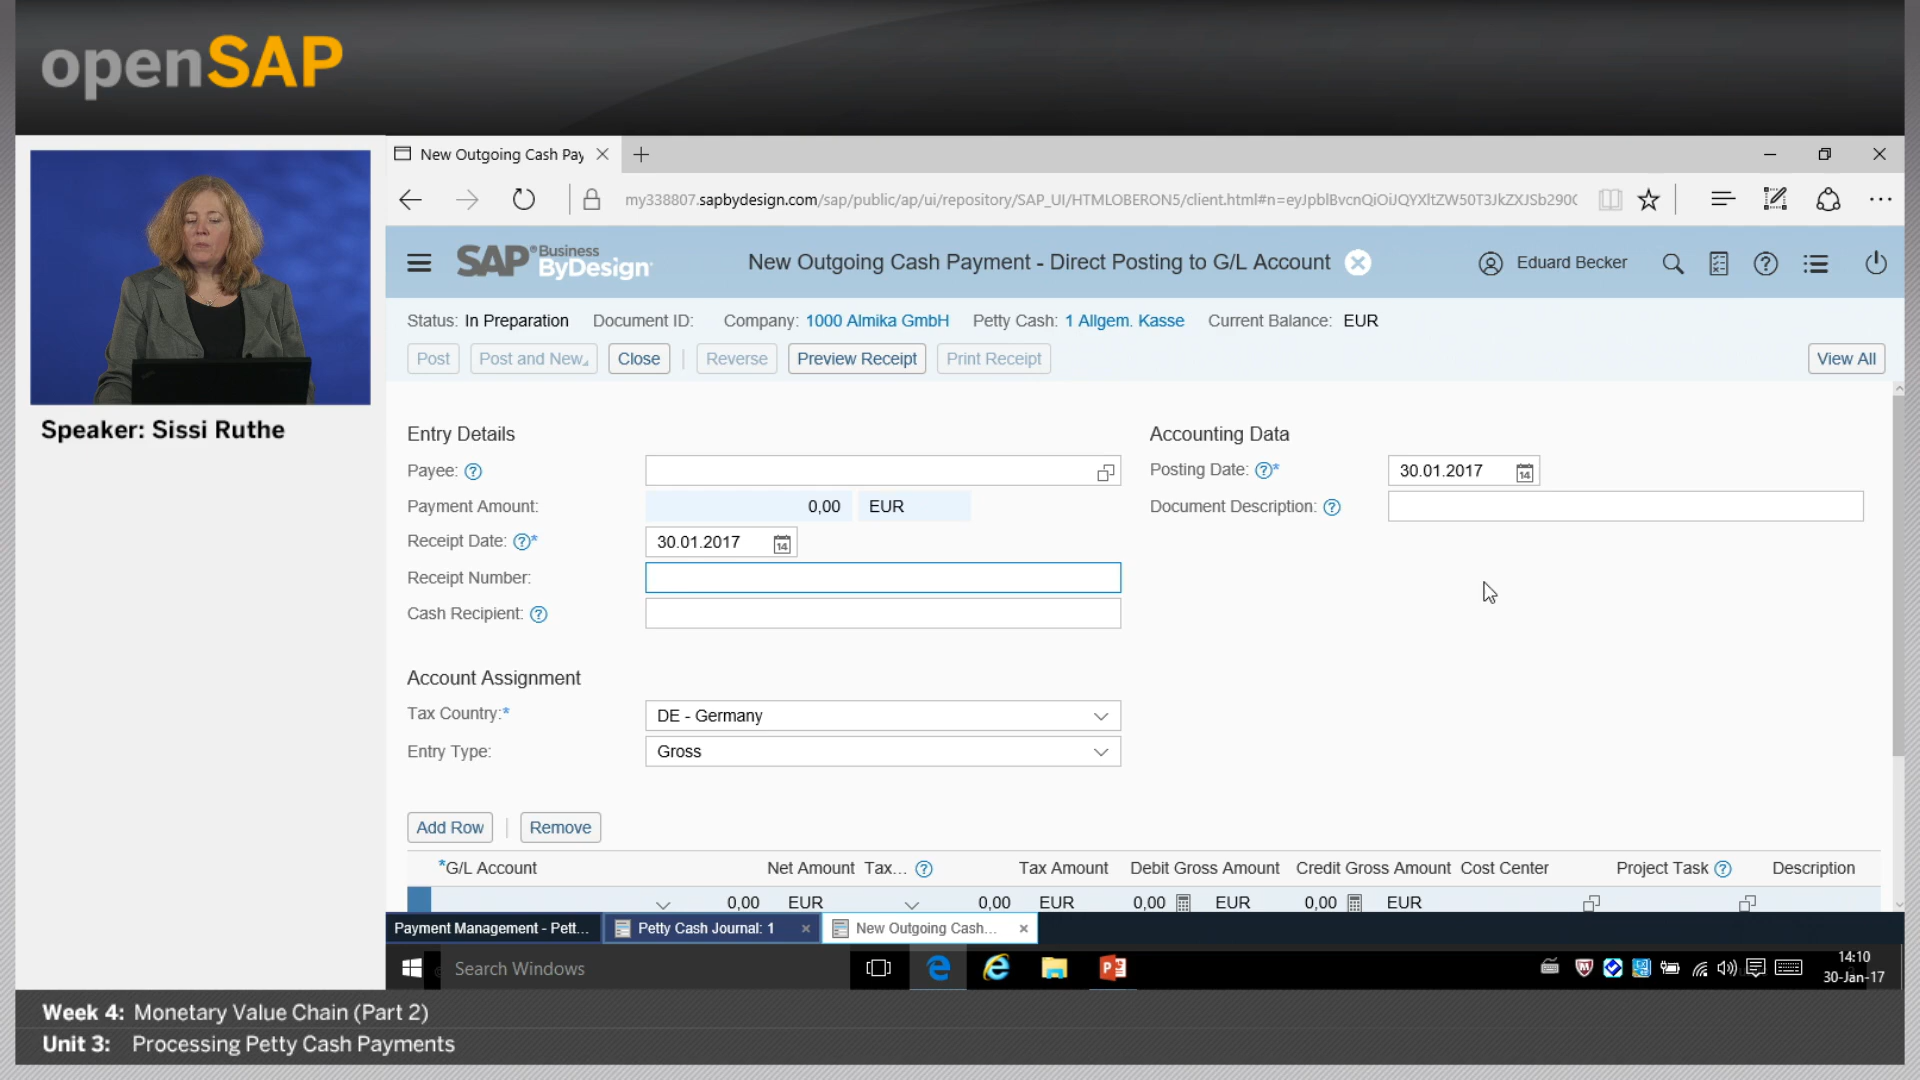 openSAP
New Outgoing Cash Pay
my338807.sapbydesign.com/sap/public/ap/ui/repository/SAP_UI/HTMLOBERON5/client.html#n=
SAP Business ByDesign
New Outgoing Cash Payment - Direct Posting to G/L Account
Eduard Becker
Status: In Preparation Document ID: Company: 1000 Almika GmbH Petty Cash: 1 Allgem. Kasse Current Balance: EUR
Post Post and New Close Reverse Preview Receipt Print Receipt View All
Speaker: Sissi Ruthe
Entry Details
Payee:
Payment Amount: 0,00 EUR
Receipt Date: * 30.01.2017 14
Receipt Number:
Cash Recipient:
Accounting Data
Posting Date: * 30.01.2017 14
Document Description:
Account Assignment
Tax Country:* DE - Germany
Entry Type: Gross
Add Row | Remove
*G/L Account Net Amount Tax... Tax Amount Debit Gross Amount Credit Gross Amount Cost Center Project Task Description
0,00 EUR 0,00 EUR 0,00 EUR 0,00 EUR
Payment Management - Pett... Petty Cash Journal: 1 × New Outgoing Cash... ×
Search Windows
14:10
30-Jan-17
Week 4: Monetary Value Chain (Part 2)
Unit 3: Processing Petty Cash Payments